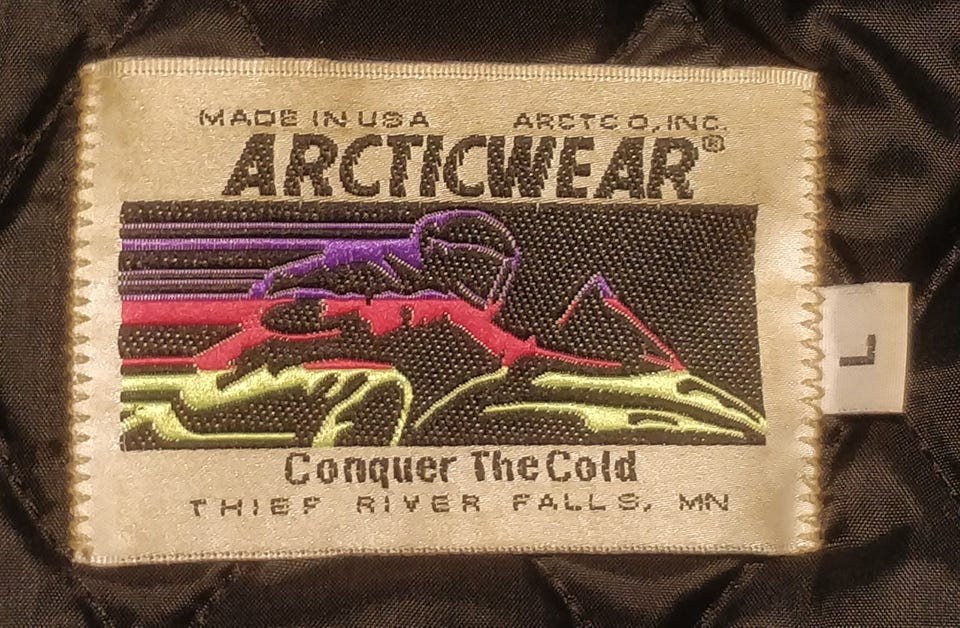 MADE IN USA ARCTCO, INC.
ARCTICWEAR®
Conquer The Cold
THIEF RIVER FALLS, MN
L